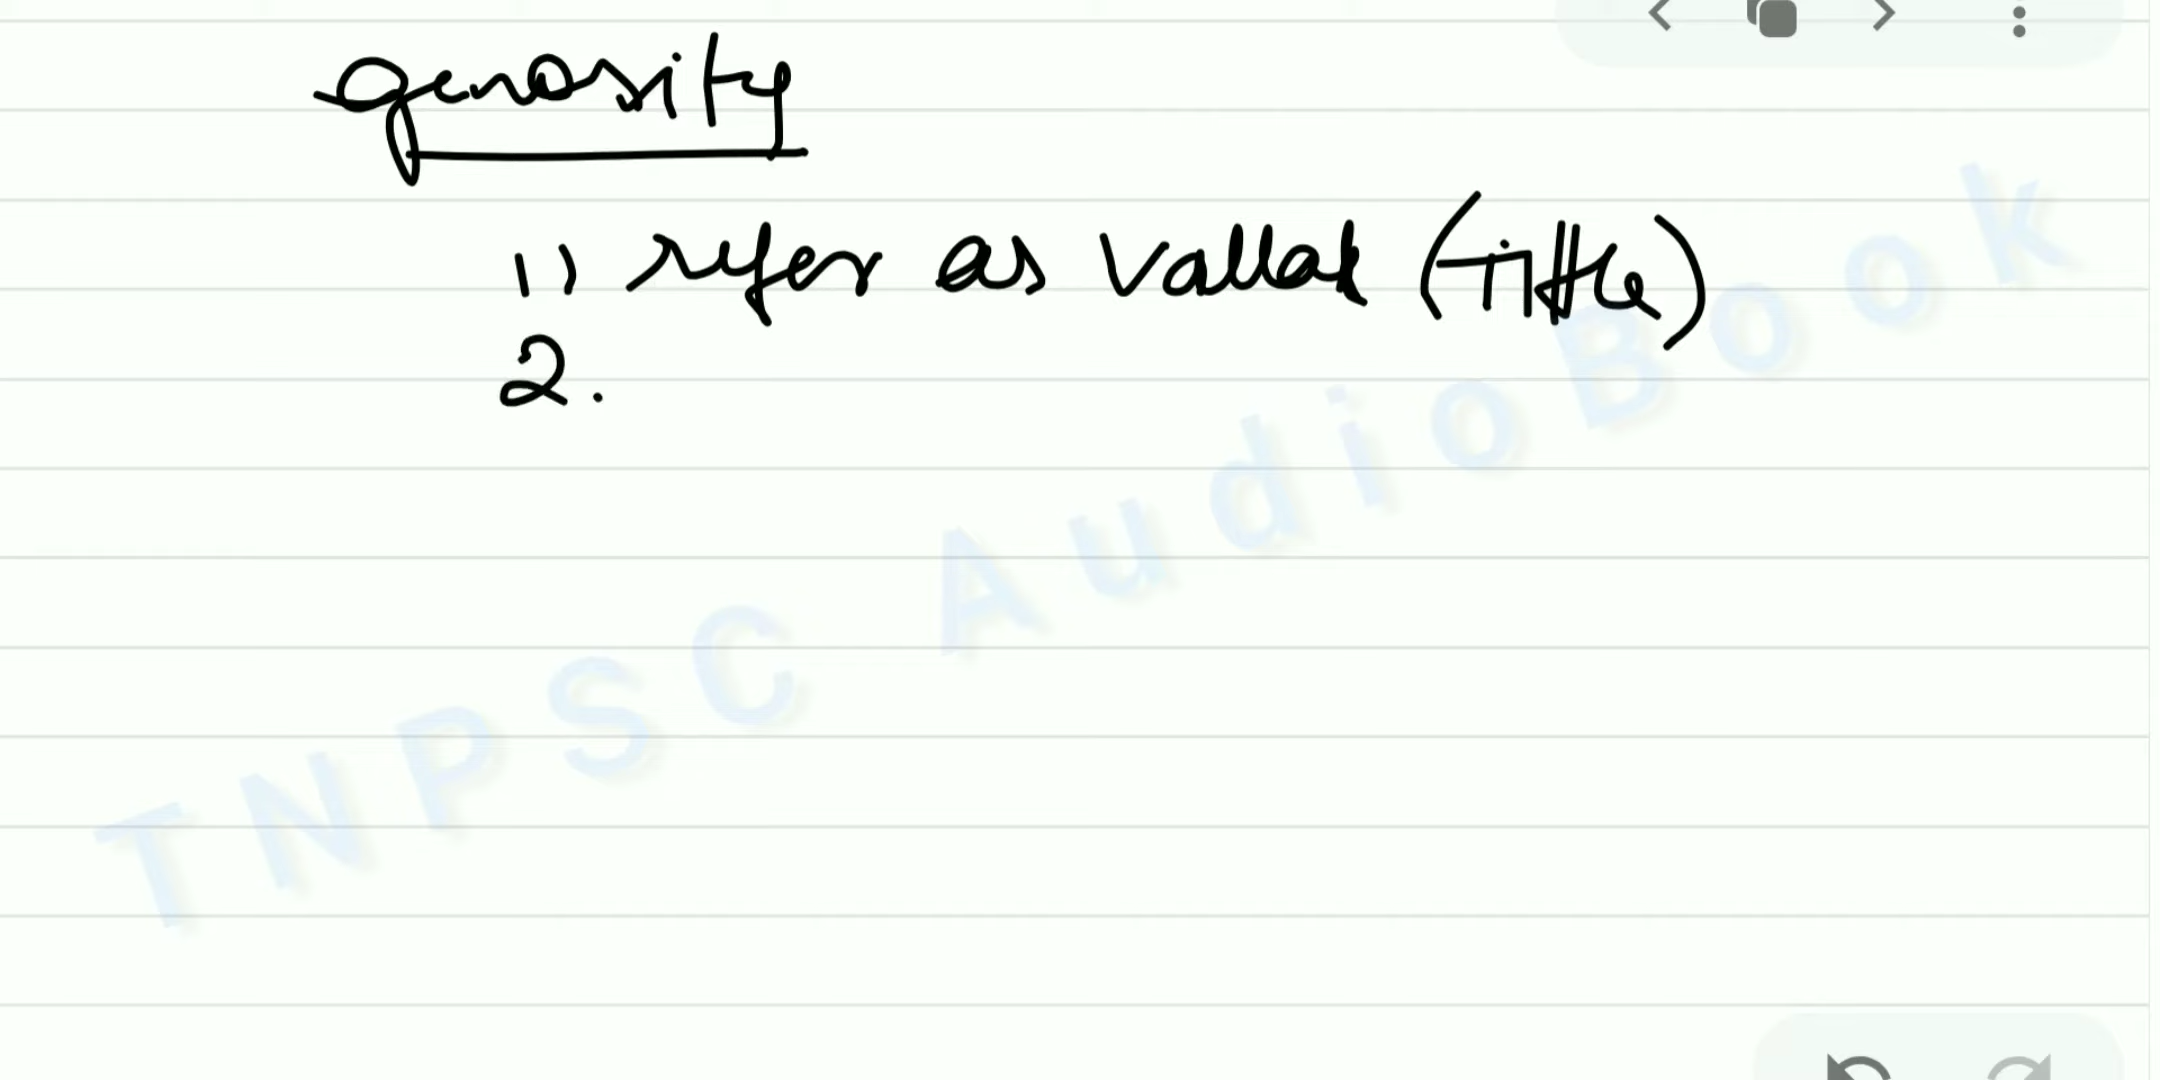 genosity
1) refer as Vallal (Title)
2.
TNPSC AudioBook